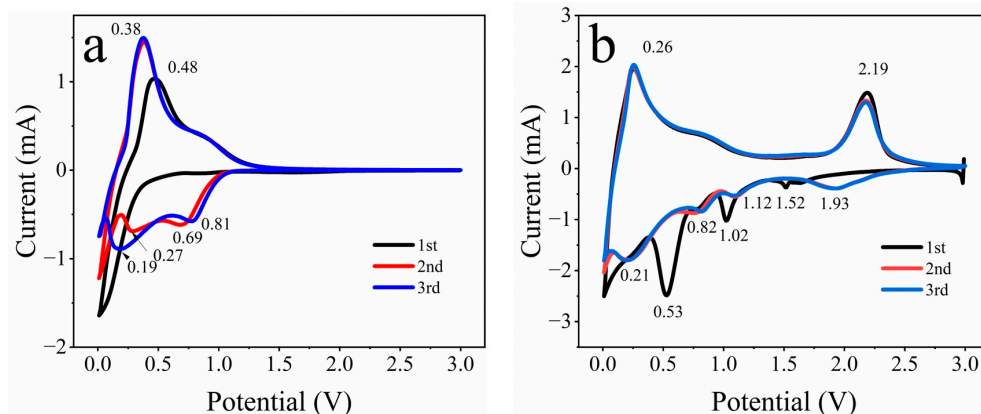 a
0.38
0.48
0.81
0.69
0.27
0.19
1st
2nd
3rd
1
0
−1
−2
0.0 0.5 1.0 1.5 2.0 2.5 3.0
Current (mA)
Potential (V)
b
0.26
2.19
1.93
1.52
1.12
1.02
0.82
0.53
0.21
1st
2nd
3rd
3
2
1
0
−1
−2
−3
0.0 0.5 1.0 1.5 2.0 2.5 3.0
Current (mA)
Potential (V)